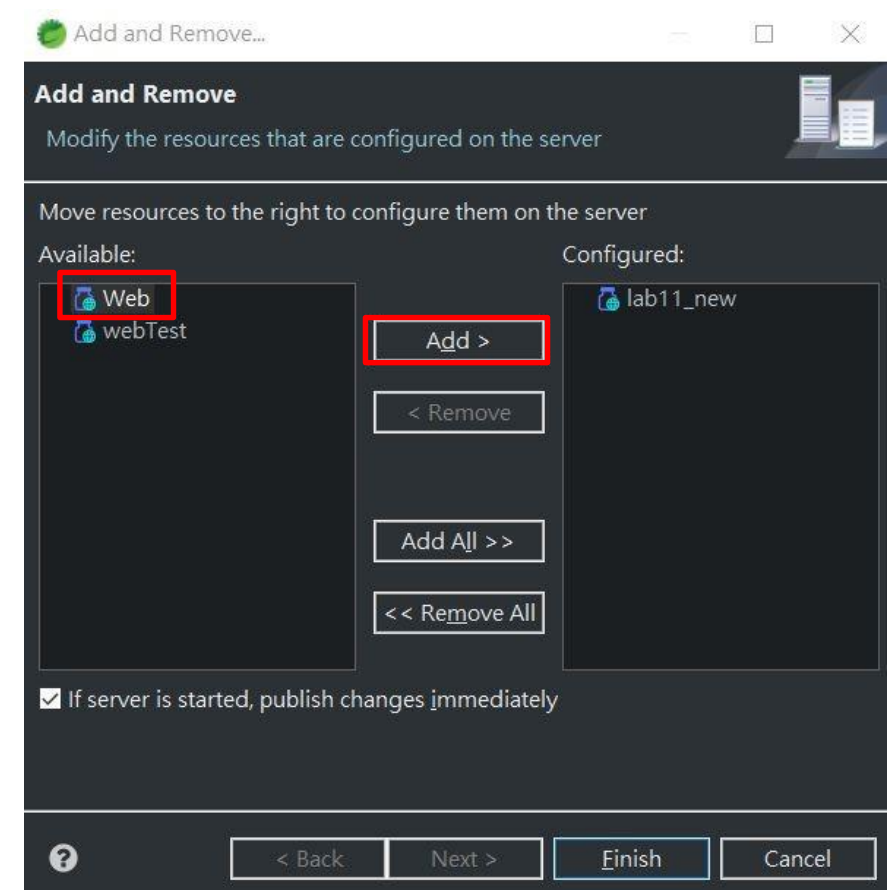 Add and Remove...
Add and Remove
Modify the resources that are configured on the server
Move resources to the right to configure them on the server
Available:
Configured:
Web
webTest
lab11_new
Add >
< Remove
Add All >>
<< Remove All
If server is started, publish changes immediately
?
< Back
Next >
Finish
Cancel